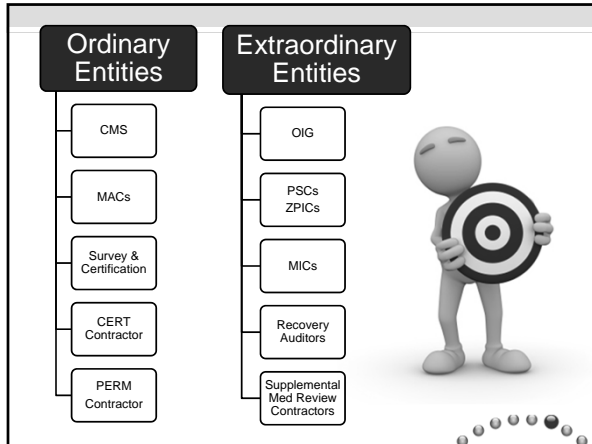 Ordinary
Entities
CMS
MACs
Survey &
Certification
CERT
Contractor
PERM
Contractor
Extraordinary
Entities
OIG
PSCs
ZPICs
MICs
Recovery
Auditors
Supplemental
Med Review
Contractors